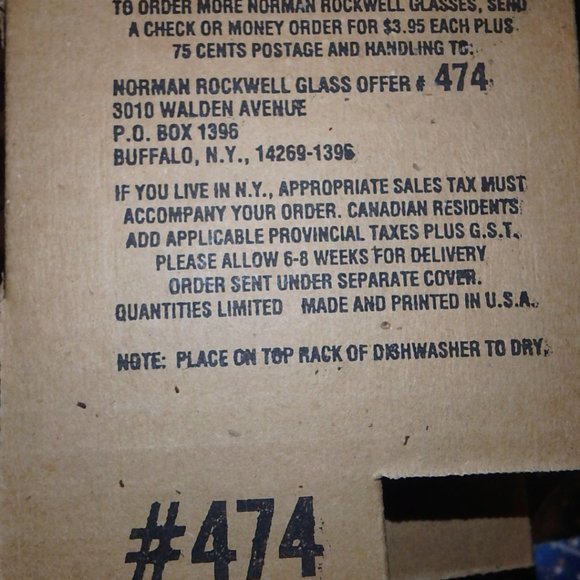 TO ORDER MORE NORMAN ROCKWELL GLASSES, SEND
A CHECK OR MONEY ORDER FOR $3.95 EACH PLUS
75 CENTS POSTAGE AND HANDLING TO:
NORMAN ROCKWELL GLASS OFFER # 474
3010 WALDEN AVENUE
P.O. BOX 1396
BUFFALO, N.Y., 14269-1396
IF YOU LIVE IN N.Y., APPROPRIATE SALES TAX MUST
ACCOMPANY YOUR ORDER. CANADIAN RESIDENTS
ADD APPLICABLE PROVINCIAL TAXES PLUS G.S.T.
PLEASE ALLOW 6-8 WEEKS FOR DELIVERY
ORDER SENT UNDER SEPARATE COVER.
QUANTITIES LIMITED MADE AND PRINTED IN U.S.A.
NOTE: PLACE ON TOP RACK OF DISHWASHER TO DRY.
#474